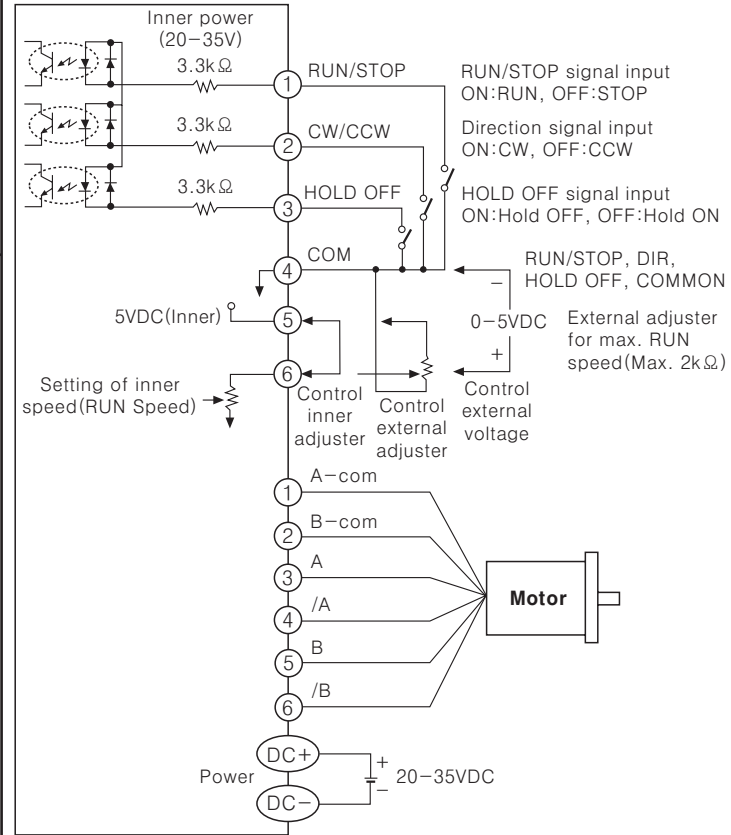 Inner power
(20-35V)
3.3kΩ
1
RUN/STOP
RUN/STOP signal input
ON:RUN, OFF:STOP
3.3kΩ
2
CW/CCW
Direction signal input
ON:CW, OFF:CCW
3.3kΩ
3
HOLD OFF
HOLD OFF signal input
ON:Hold OFF, OFF:Hold ON
4
COM
RUN/STOP, DIR,
HOLD OFF, COMMON
−
0-5VDC
+
External adjuster
for max. RUN
speed(Max. 2kΩ)
5VDC(Inner)
5
6
Setting of inner
speed(RUN Speed)
Control
inner
adjuster
Control
external
adjuster
Control
external
voltage
1
A-com
2
B-com
3
A
4
/A
5
B
6
/B
Motor
Power
DC+
DC-
+
20-35VDC
−